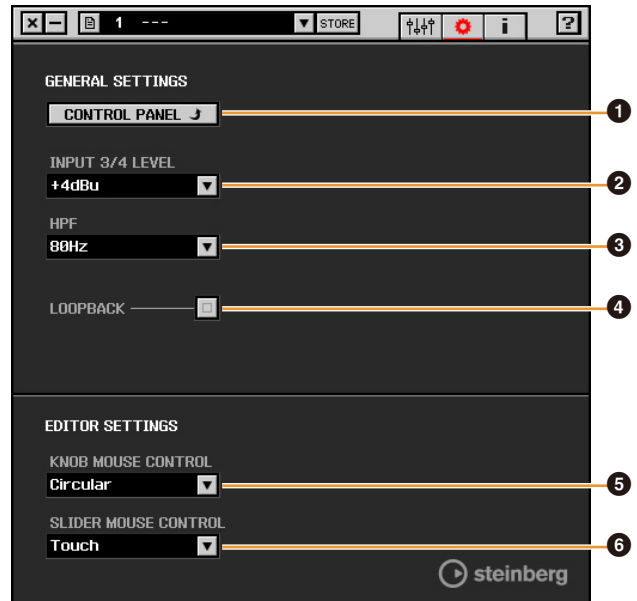 1 --- STORE i ?
GENERAL SETTINGS
CONTROL PANEL
1
INPUT 3/4 LEVEL
+4dBu
2
HPF
80Hz
3
LOOPBACK
4
EDITOR SETTINGS
KNOB MOUSE CONTROL
Circular
5
SLIDER MOUSE CONTROL
Touch
6
steinberg